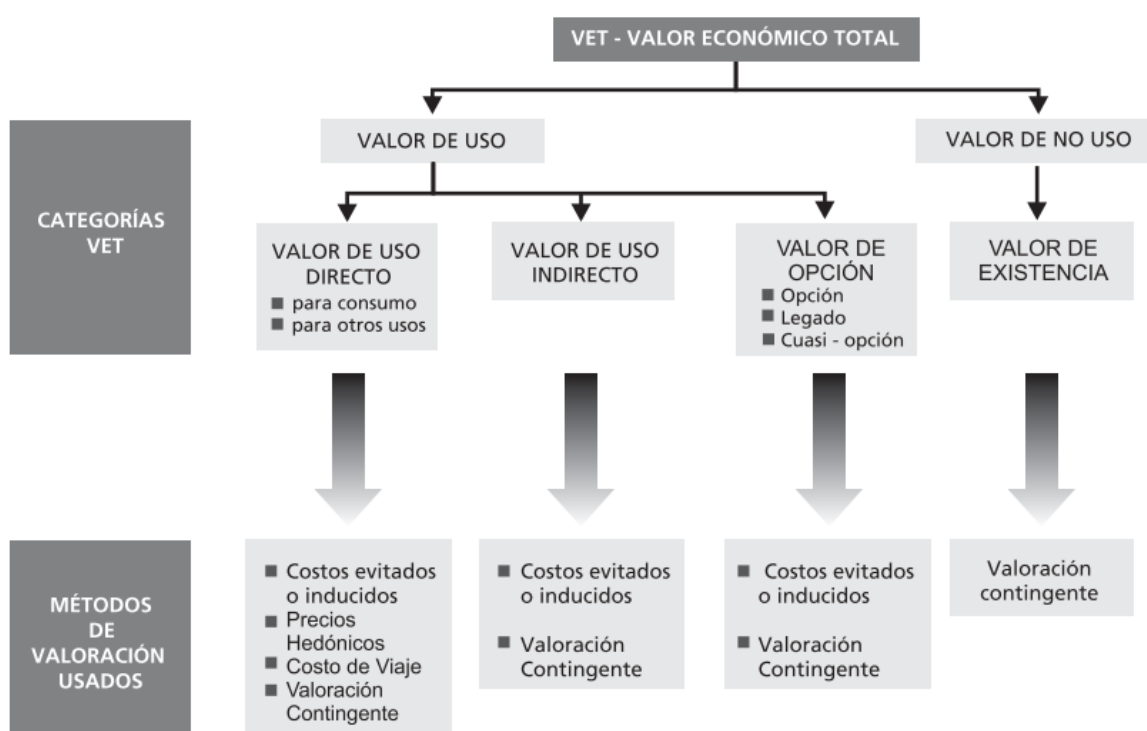 VET - VALOR ECONÓMICO TOTAL
CATEGORÍAS
VET
VALOR DE USO
VALOR DE NO USO
VALOR DE USO
DIRECTO
■ para consumo
■ para otros usos
VALOR DE USO
INDIRECTO
VALOR DE
OPCIÓN
■ Opción
■ Legado
■ Cuasi - opción
VALOR DE
EXISTENCIA
MÉTODOS
DE
VALORACIÓN
USADOS
■ Costos evitados
o inducidos
■ Precios
Hedónicos
■ Costo de Viaje
■ Valoración
Contingente
■ Costos evitados
o inducidos
■ Valoración
Contingente
■ Costos evitados
o inducidos
■ Valoración
Contingente
Valoración
contingente